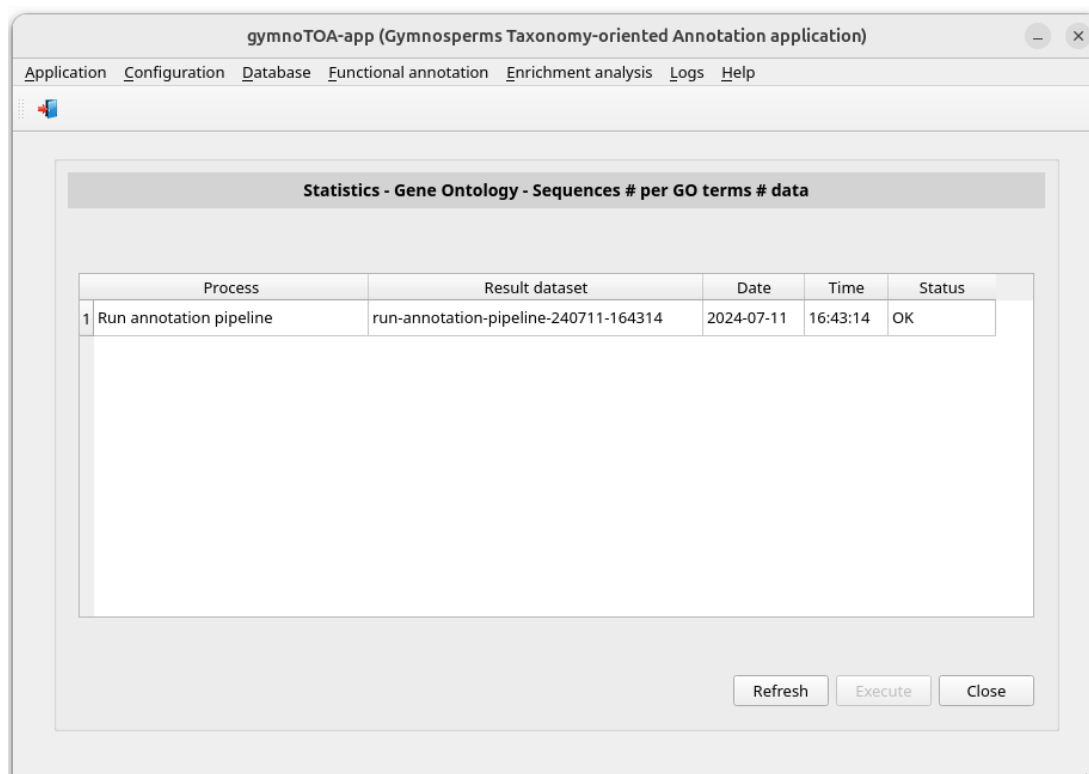 gymnoTOA-app (Gymnosperms Taxonomy-oriented Annotation application)
Application Configuration Database Functional annotation Enrichment analysis Logs Help
Statistics - Gene Ontology - Sequences # per GO terms # data
Process Result dataset Date Time Status
1 Run annotation pipeline run-annotation-pipeline-240711-164314 2024-07-11 16:43:14 OK
Refresh Execute Close